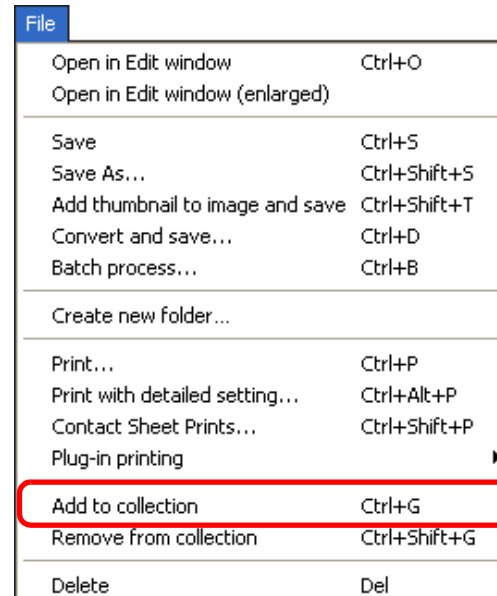 File
Open in Edit window Ctrl+O
Open in Edit window (enlarged)
Save Ctrl+S
Save As... Ctrl+Shift+S
Add thumbnail to image and save Ctrl+Shift+T
Convert and save... Ctrl+D
Batch process... Ctrl+B
Create new folder...
Print... Ctrl+P
Print with detailed setting... Ctrl+Alt+P
Contact Sheet Prints... Ctrl+Shift+P
Plug-in printing
Add to collection Ctrl+G
Remove from collection Ctrl+Shift+G
Delete Del